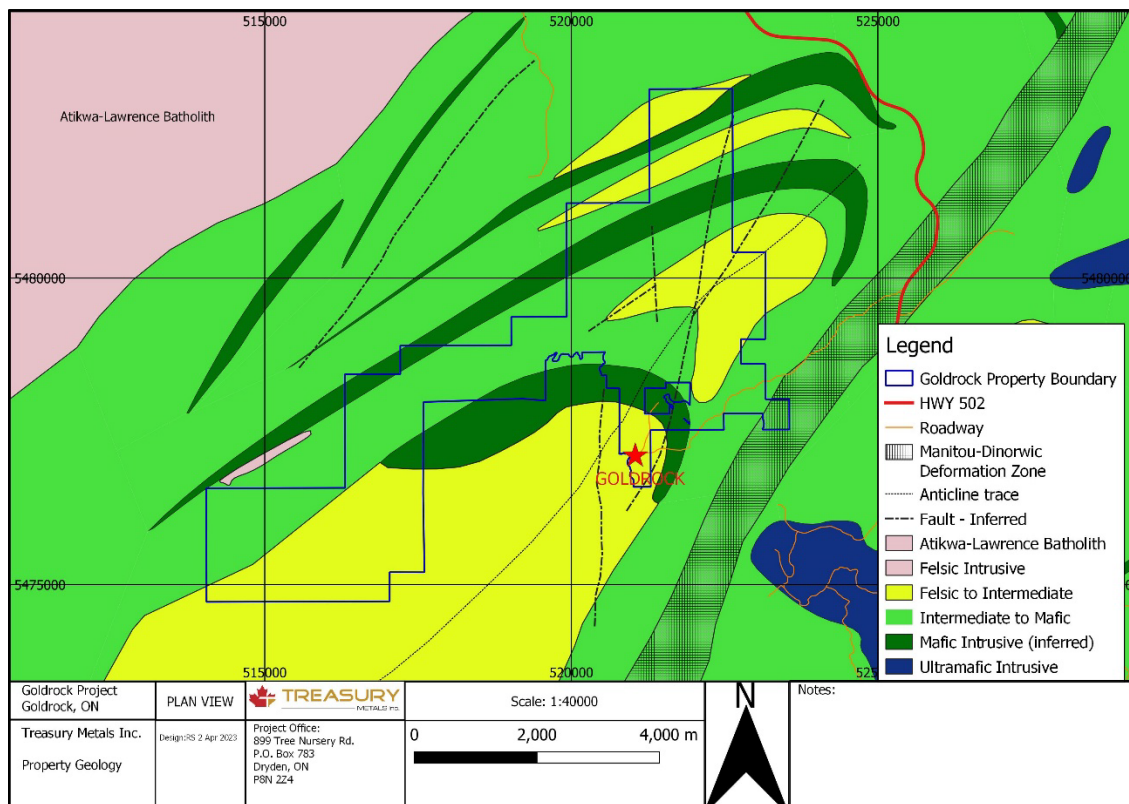 515000
520000
525000
Atikwa-Lawrence Batholith
5480000
5480000
GOLDROCK
5475000
515000
520000
Legend
Goldrock Property Boundary
HWY 502
Roadway
Manitou-Dinorwic
Deformation Zone
Anticline trace
Fault - Inferred
Atikwa-Lawrence Batholith
Felsic Intrusive
Felsic to Intermediate
Intermediate to Mafic
Mafic Intrusive (inferred)
Ultramafic Intrusive
Goldrock Project
Goldrock, ON
PLAN VIEW
TREASURY
METALS Inc.
Scale: 1:40000
N
Notes:
Treasury Metals Inc.
Property Geology
Design:RS 2 Apr 2023
Project Office:
899 Tree Nursery Rd.
P.O. Box 783
Dryden, ON
P8N 2Z4
0
2,000
4,000 m